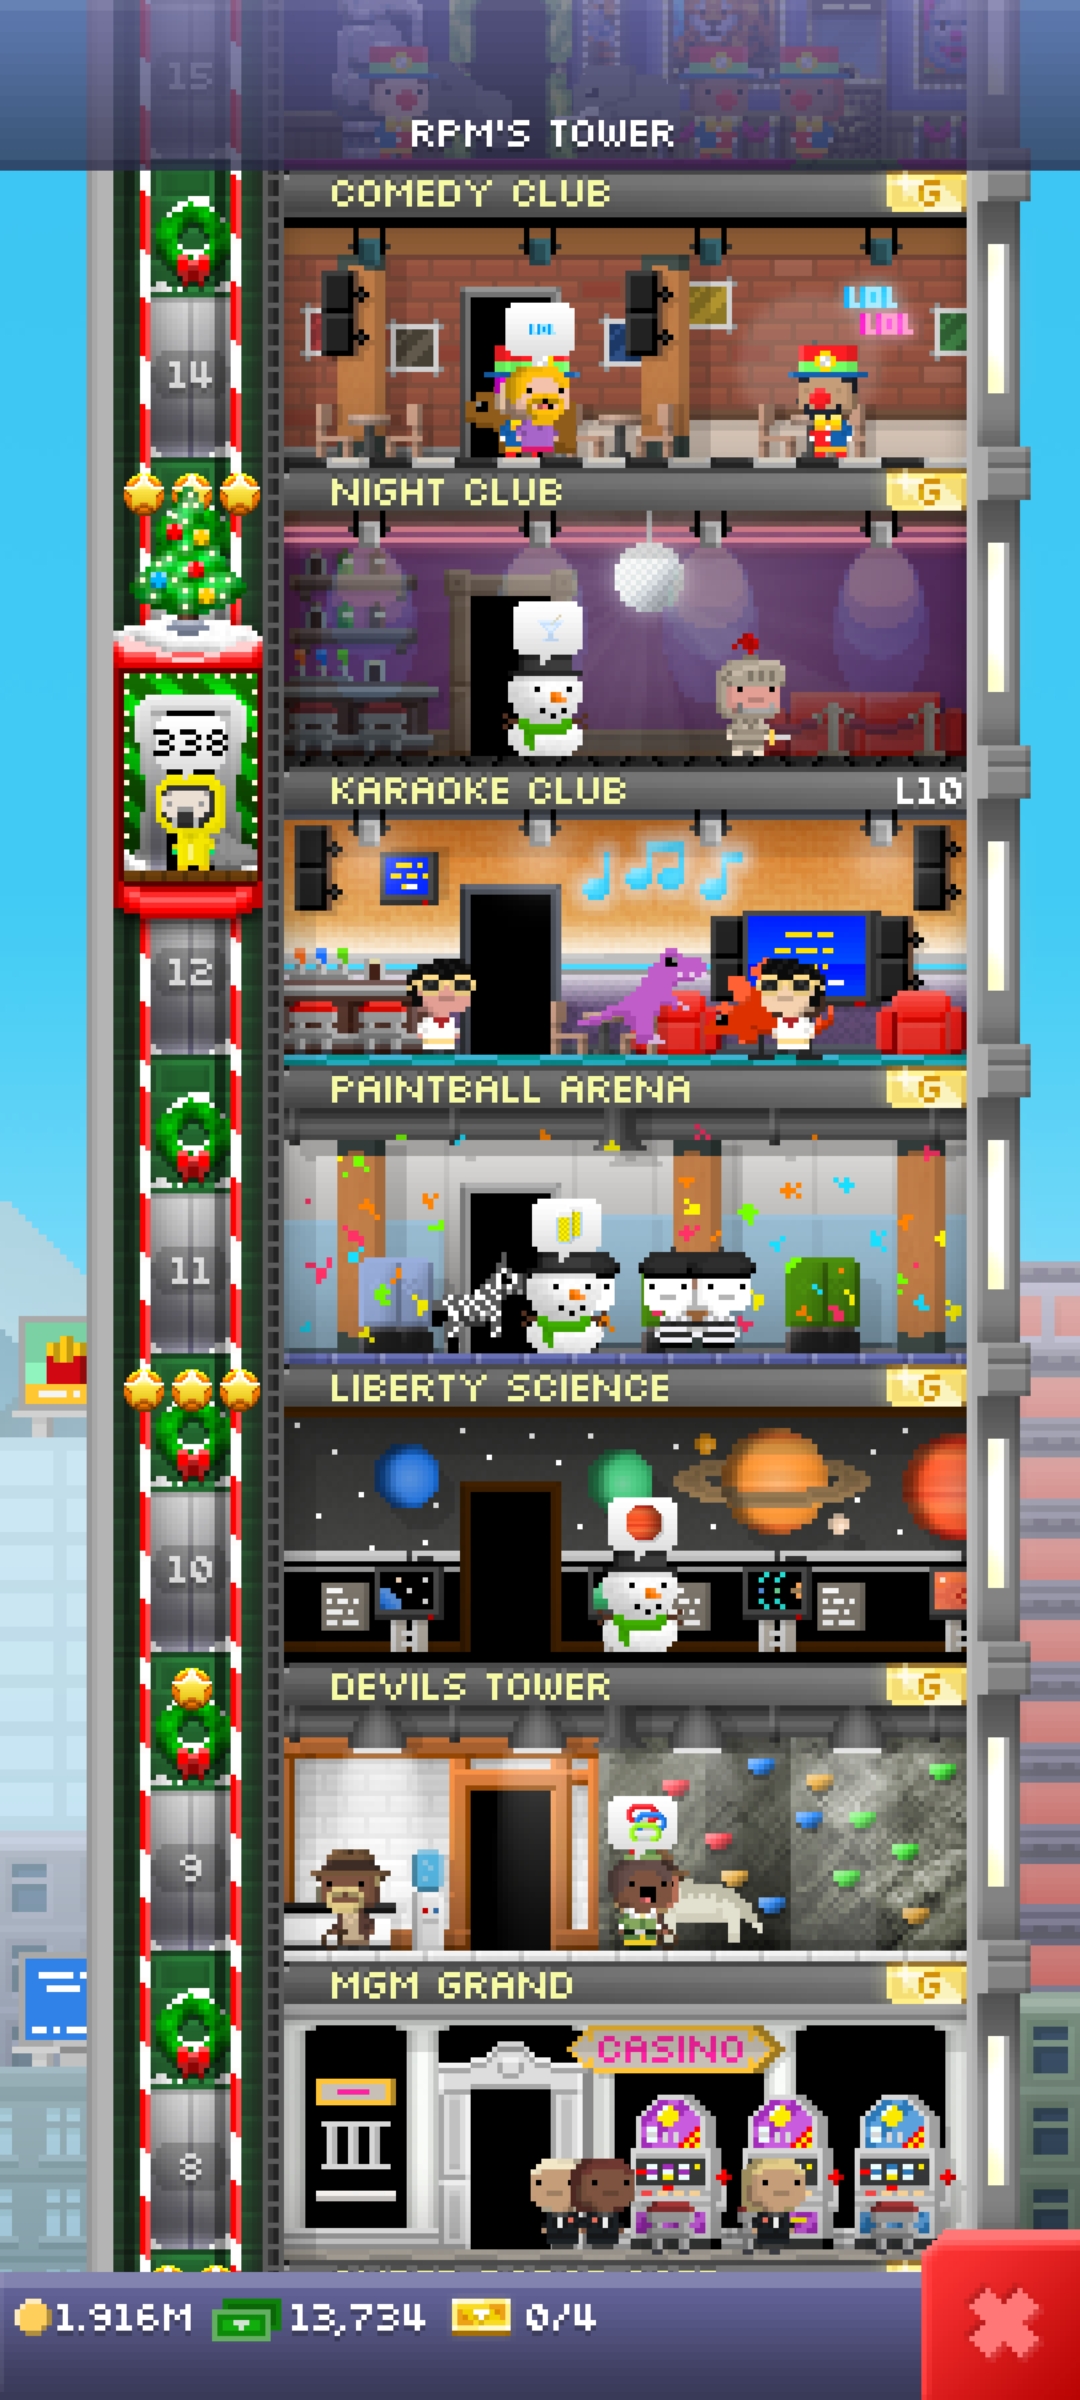 15
RPM'S TOWER
COMEDY CLUB G
LOL
LOL
LOL
14
NIGHT CLUB G
338
KARAOKE CLUB L10
12
PAINTBALL ARENA G
11
LIBERTY SCIENCE G
10
DEVILS TOWER G
9
MGM GRAND G
CASINO
8
1.916M 13,734 0/4